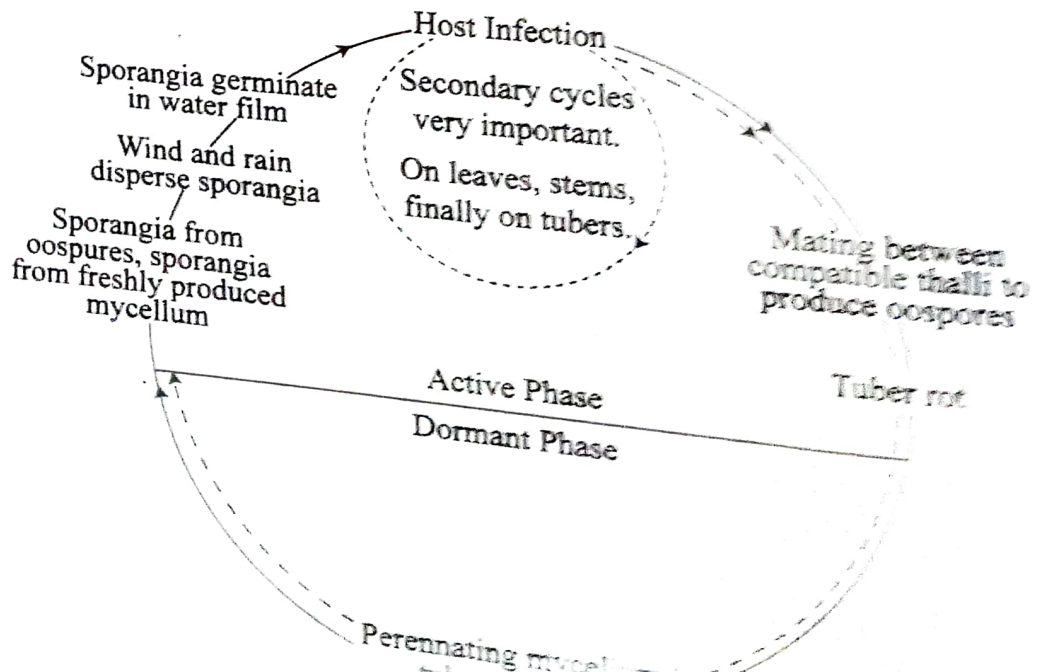 Host Infection
Sporangia germinate
in water film
Wind and rain
disperse sporangia
Sporangia from
oospures, sporangia
from freshly produced
mycellum
Secondary cycles
very important.
On leaves, stems,
finally on tubers.
Mating between
compatible thalli to
produce oospores
Tuber rot
Active Phase
Dormant Phase
Perennating